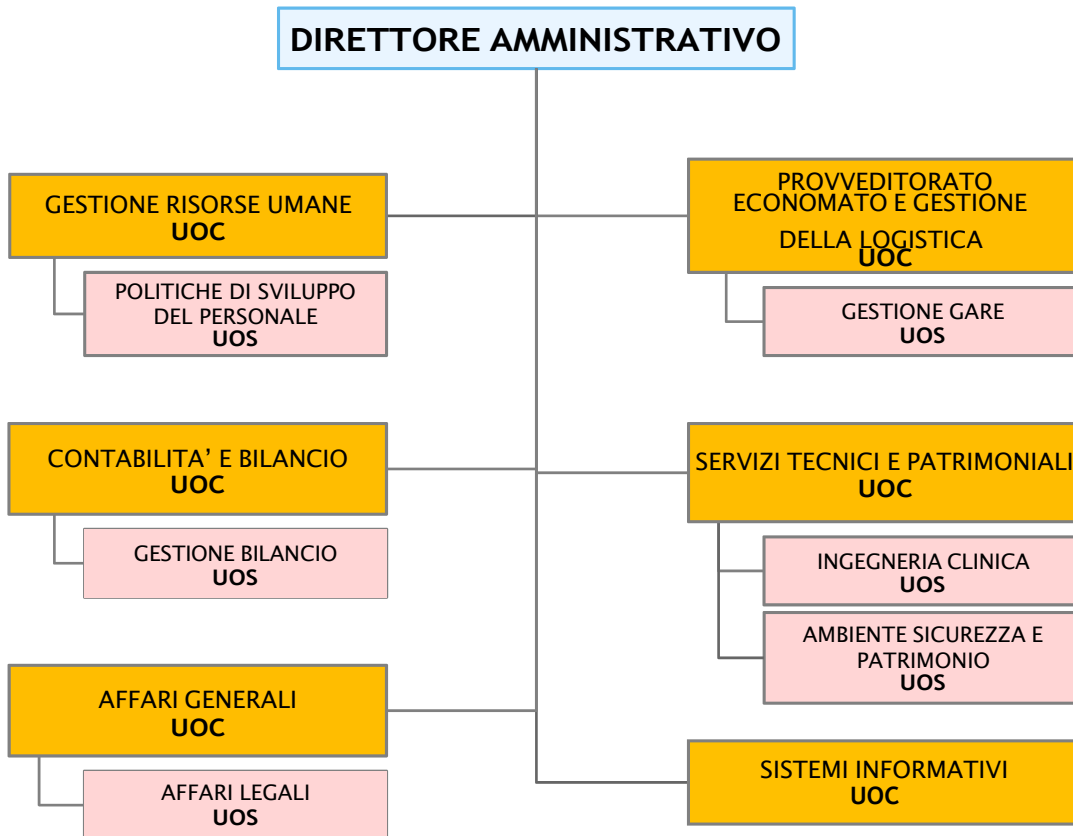 DIRETTORE AMMINISTRATIVO
GESTIONE RISORSE UMANE
UOC
POLITICHE DI SVILUPPO
DEL PERSONALE
UOS
CONTABILITA’ E BILANCIO
UOC
GESTIONE BILANCIO
UOS
AFFARI GENERALI
UOC
AFFARI LEGALI
UOS
PROVVEDITORATO
ECONOMATO E GESTIONE
DELLA LOGISTICA
UOC
GESTIONE GARE
UOS
SERVIZI TECNICI E PATRIMONIALI
UOC
INGEGNERIA CLINICA
UOS
AMBIENTE SICUREZZA E
PATRIMONIO
UOS
SISTEMI INFORMATIVI
UOC